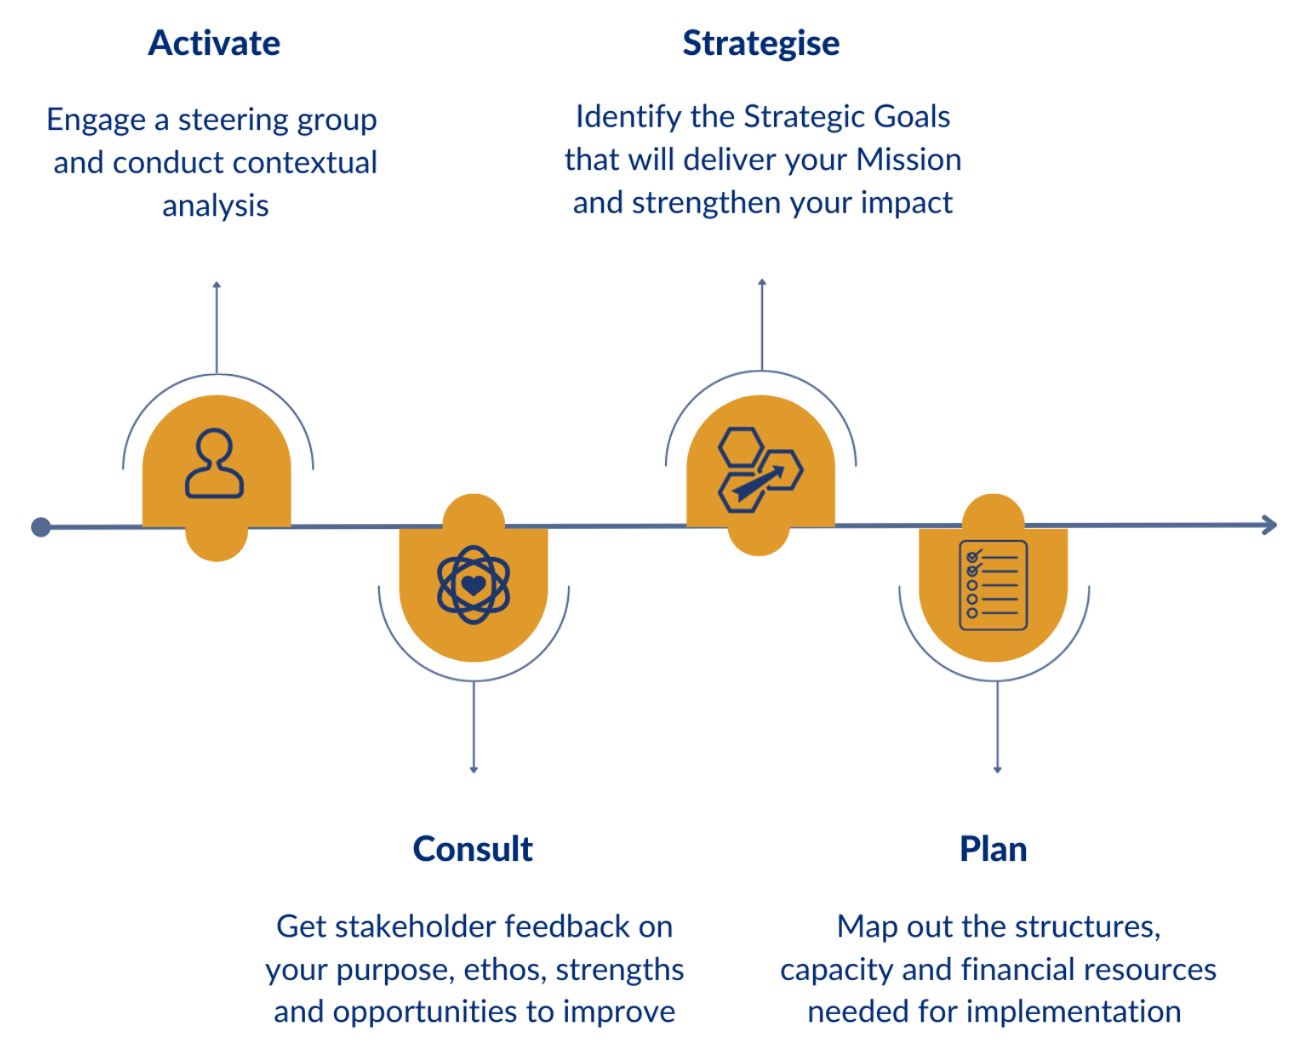 Activate
Engage a steering group
and conduct contextual
analysis
Strategise
Identify the Strategic Goals
that will deliver your Mission
and strengthen your impact
Consult
Get stakeholder feedback on
your purpose, ethos, strengths
and opportunities to improve
Plan
Map out the structures,
capacity and financial resources
needed for implementation